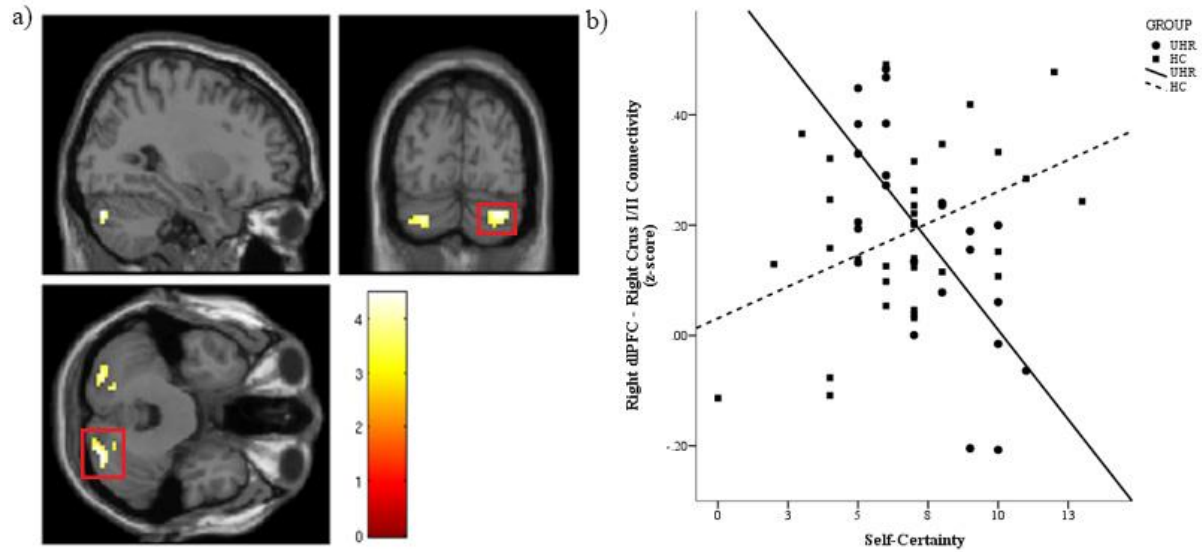 a)
b)
GROUP
UHR
HC
UHR
HC
4
3
2
1
0
Right dlPFC - Right Crus I/II Connectivity
(z-score)
.40
.20
.00
-.20
0
3
5
8
10
13
Self-Certainty